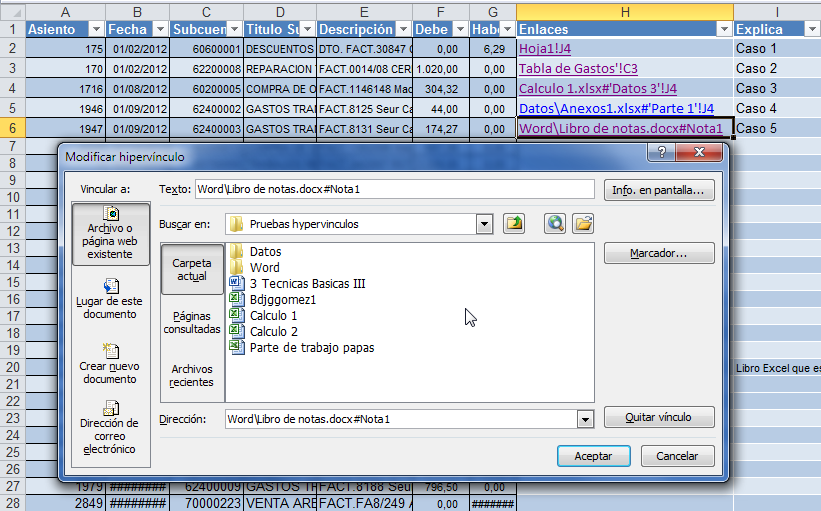 A B C D E F G H I
1 Asiento Fecha Subcuen Titulo Su Descripción Debe Habe Enlaces Explica
2 175 01/02/2012 60600001 DESCUENTOS DTO. FACT.30847 0,00 6,29 Hoja1!J4 Caso 1
3 170 01/02/2012 62200008 REPARACION FACT.0014/08 CER 1.020,00 0,00 Tabla de Gastos'!C3 Caso 2
4 1716 01/08/2012 60200005 COMPRA DE O FACT.1146148 Mac 304,32 0,00 Calculo 1.xlsx#'Datos 3'!J4 Caso 3
5 1946 01/09/2012 62400002 GASTOS TRA FACT.8125 Seur Ca 44,00 0,00 Datos\Anexos1.xlsx#'Parte 1'!J4 Caso 4
6 1947 01/09/2012 62400003 GASTOS TRA FACT.8131 Seur Ca 174,27 0,00 Word\Libro de notas.docx#Nota1 Caso 5
7
8
9
10
11
12
13
14
15
16
17
18
19
20 Libro Excel que es
21
22
23
24
25
26
Modificar hipervínculo
Vincular a:
Texto: Word\Libro de notas.docx#Nota1
Info. en pantalla...
Archivo o
página web
existente
Buscar en: Pruebas hypervinculos
Marcador...
Carpeta
actual
Datos
Word
3 Tecnicas Basicas III
Bdjggomez1
Calculo 1
Calculo 2
Parte de trabajo papas
Lugar de este
documento
Páginas
consultadas
Crear nuevo
documento
Archivos
recientes
Dirección de
correo
electrónico
Dirección: Word\Libro de notas.docx#Nota1
Quitar vínculo
Aceptar
Cancelar
27 1979 ######## 62400009 GASTOS TF FACT.8188 Seur 796,50 0,00
28 2849 ######## 70000223 VENTA ARE FACT.FA8/249 0,00 #######